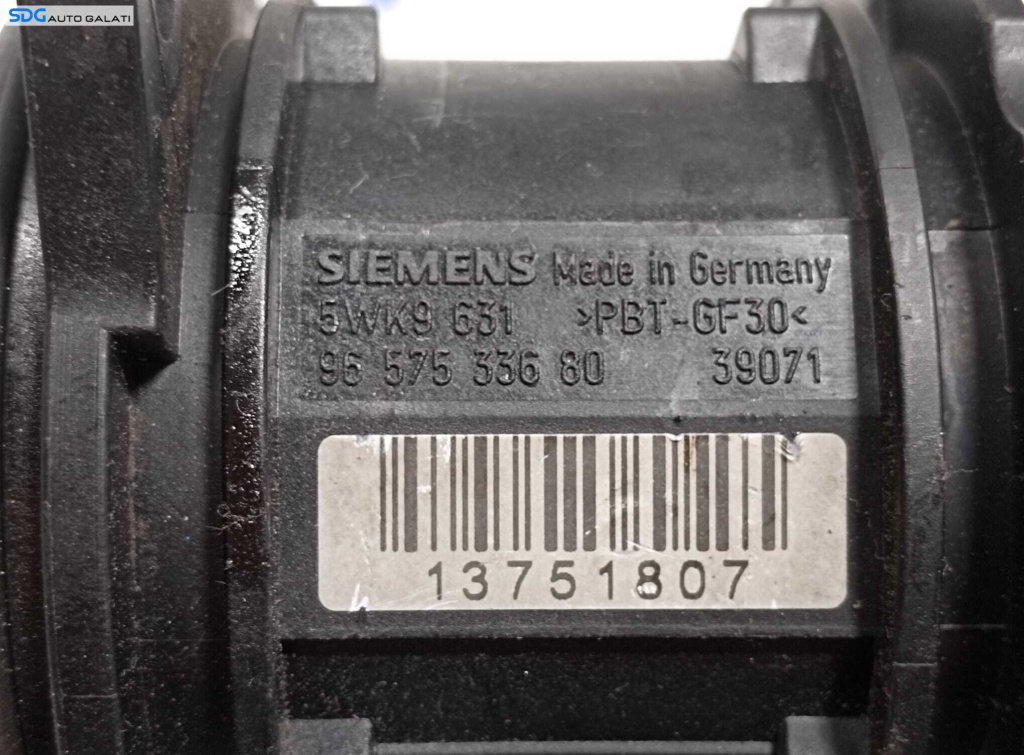 SDG AUTO GALATI
SIEMENS Made in Germany
5WK9 631 >PBT-GF30<
96 575 336 80 39071
13751807